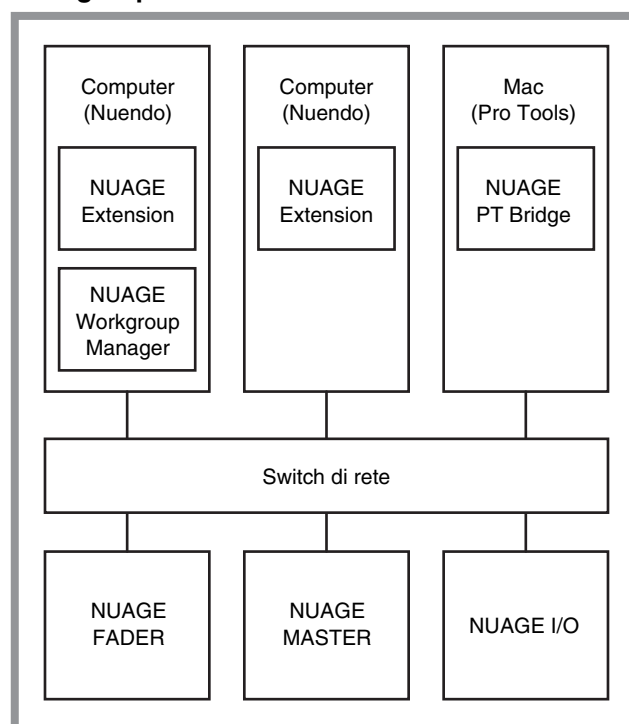 Computer
(Nuendo)
NUAGE
Extension
NUAGE
Workgroup
Manager
Computer
(Nuendo)
NUAGE
Extension
Mac
(Pro Tools)
NUAGE
PT Bridge
Switch di rete
NUAGE
FADER
NUAGE
MASTER
NUAGE I/O